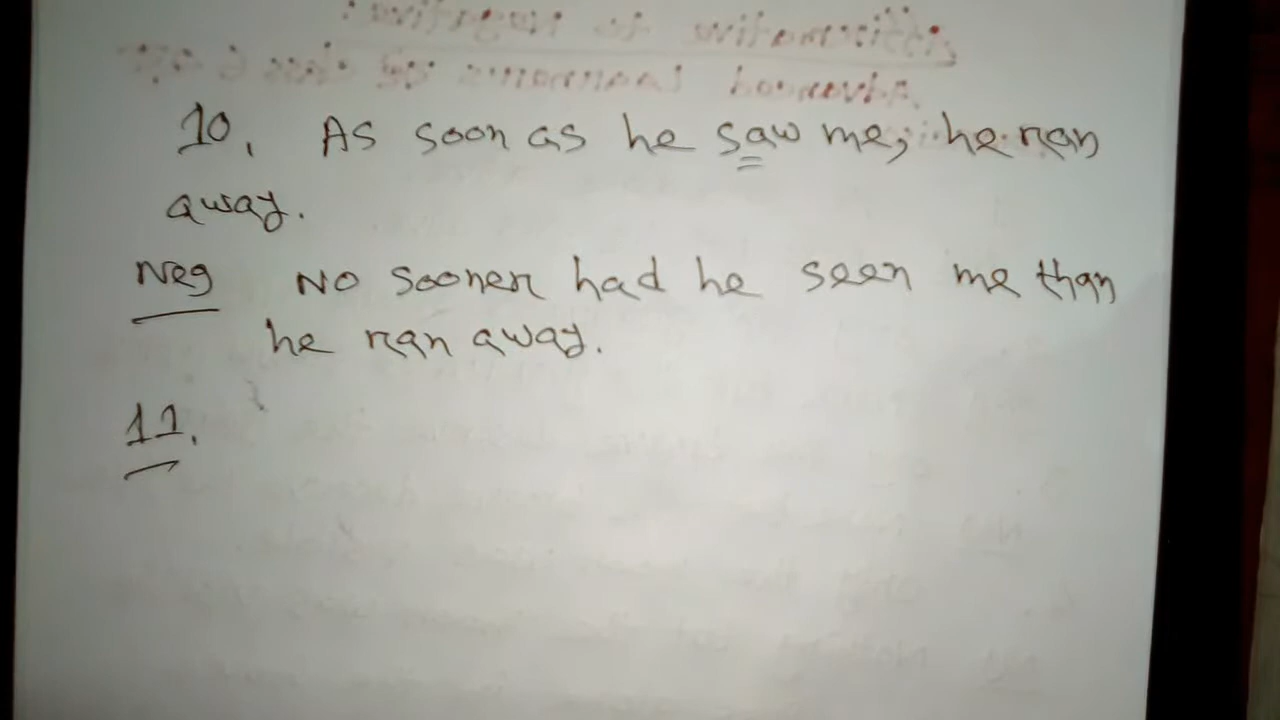 10. As soon as he saw me, he ran
away.
Neg No sooner had he seen me than
he ran away.
11.